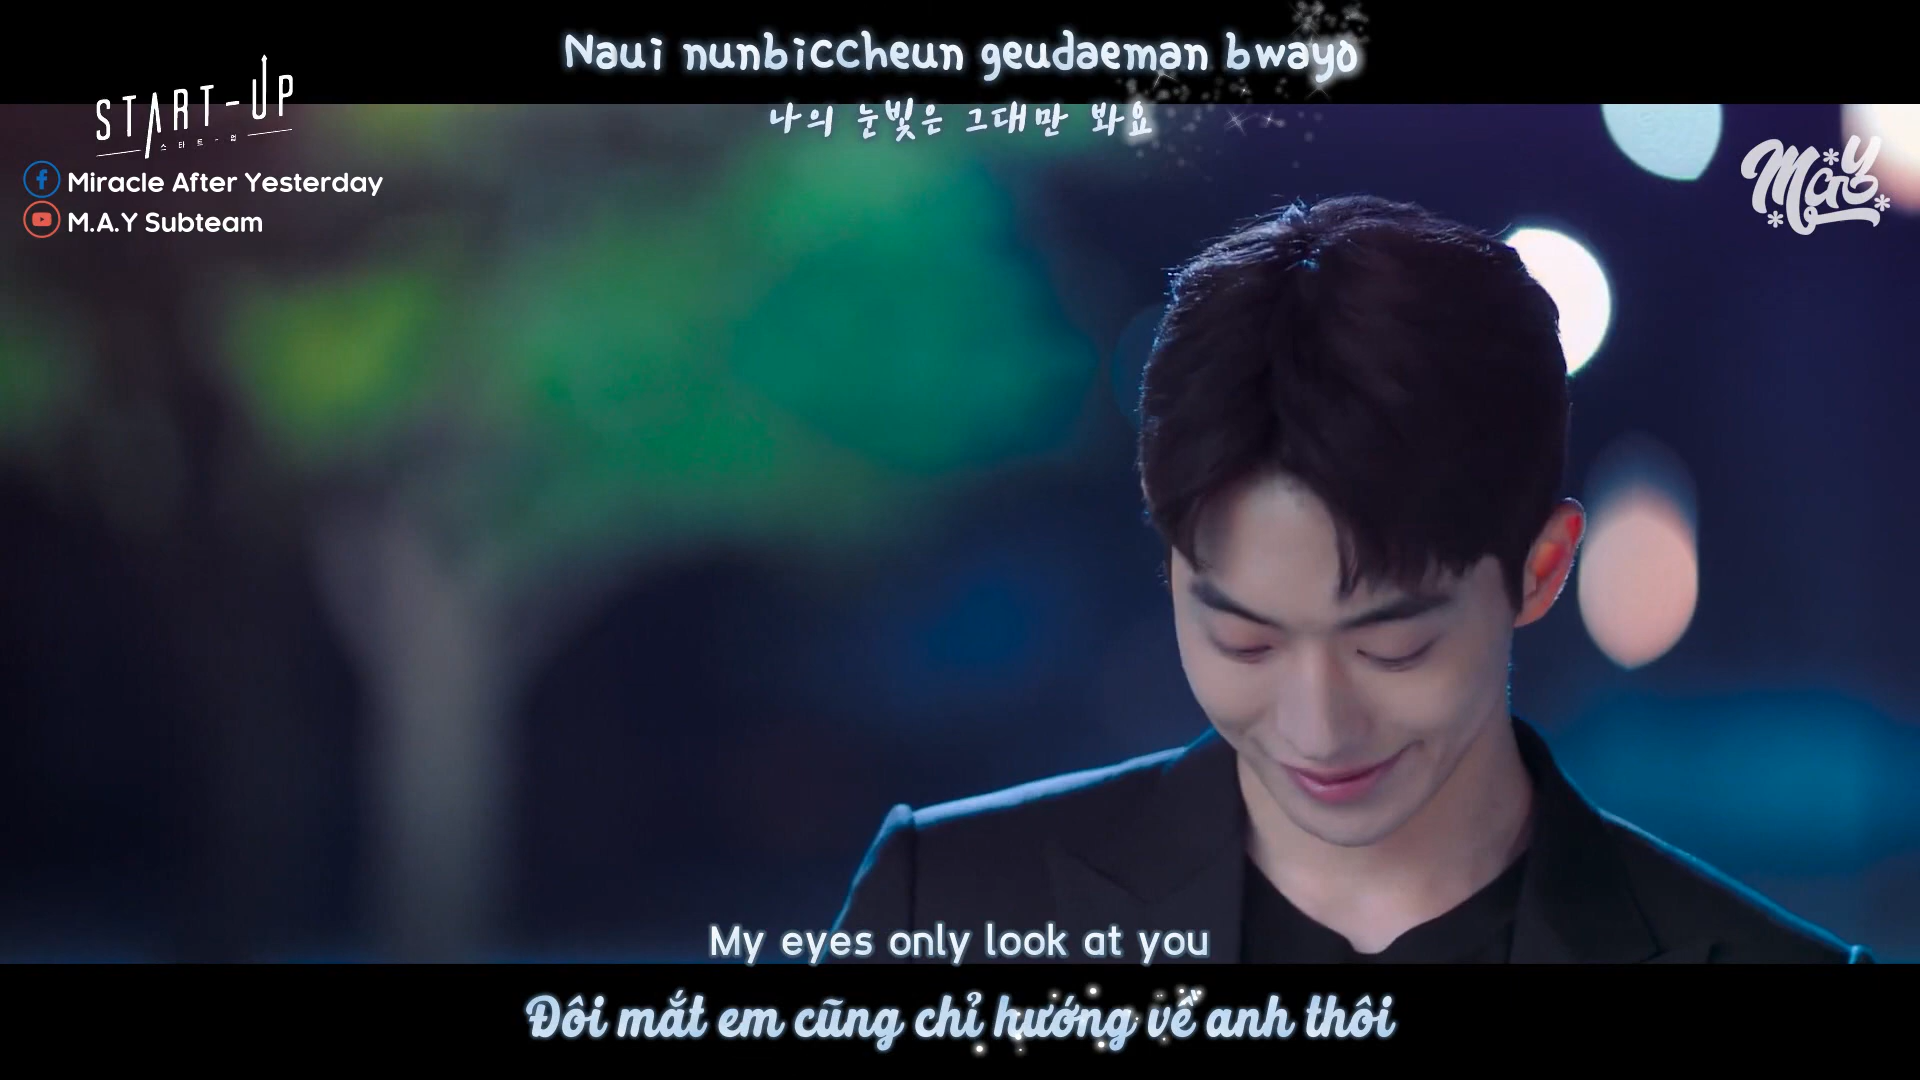 Naui nunbiccheun geudaeman bwayo
나의 눈빛은 그대만 봐요
START-UP
스타트-업
Miracle After Yesterday
M.A.Y Subteam
May
My eyes only look at you
Đôi mắt em cũng chỉ hướng về anh thôi